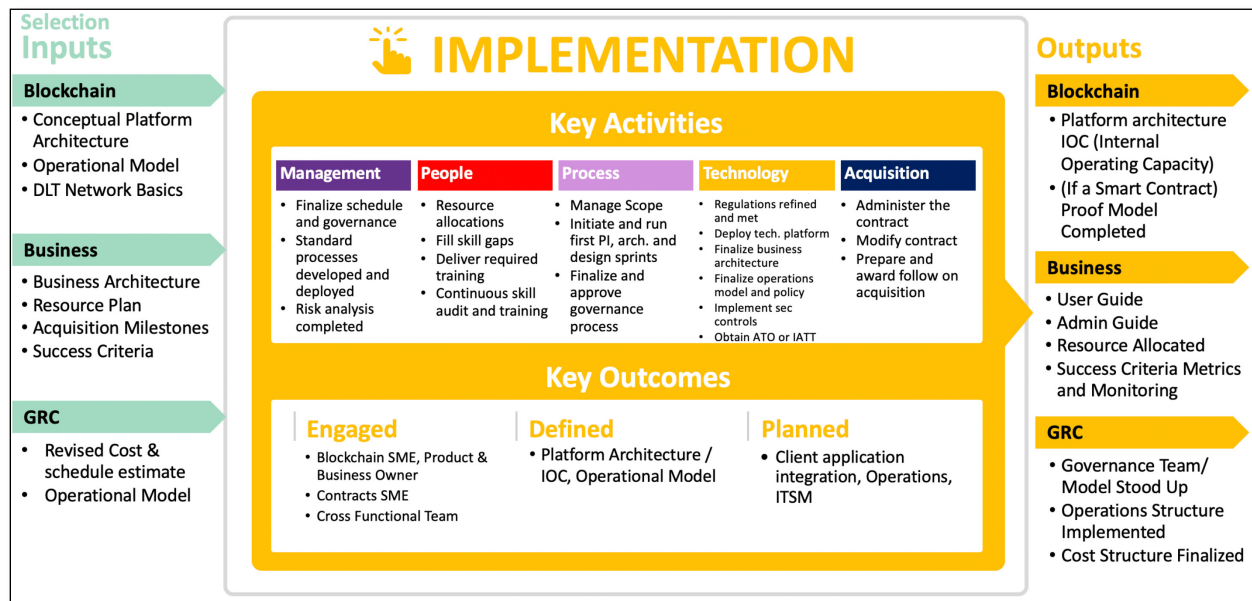 Selection
Inputs
Blockchain
• Conceptual Platform
Architecture
• Operational Model
• DLT Network Basics
Business
• Business Architecture
• Resource Plan
• Acquisition Milestones
• Success Criteria
GRC
• Revised Cost &
schedule estimate
• Operational Model
IMPLEMENTATION
Key Activities
Management
• Finalize schedule
and governance
• Standard
processes
developed and
deployed
• Risk analysis
completed
People
• Resource
allocations
• Fill skill gaps
• Deliver required
training
• Continuous skill
audit and training
Process
• Manage Scope
• Initiate and run
first PI, arch. and
design sprints
• Finalize and
approve
governance
process
Technology
• Regulations refined
and met
• Deploy tech. platform
• Finalize business
architecture
• Finalize operations
model and policy
• Implement sec
controls
• Obtain ATO or IATT
Acquisition
• Administer the
contract
• Modify contract
• Prepare and
award follow on
acquisition
Key Outcomes
Engaged
• Blockchain SME, Product &
Business Owner
• Contracts SME
• Cross Functional Team
Defined
• Platform Architecture /
IOC, Operational Model
Planned
• Client application
integration, Operations,
ITSM
Outputs
Blockchain
• Platform architecture
IOC (Internal
Operating Capacity)
• (If a Smart Contract)
Proof Model
Completed
Business
• User Guide
• Admin Guide
• Resource Allocated
• Success Criteria Metrics
and Monitoring
GRC
• Governance Team/
Model Stood Up
• Operations Structure
Implemented
• Cost Structure Finalized